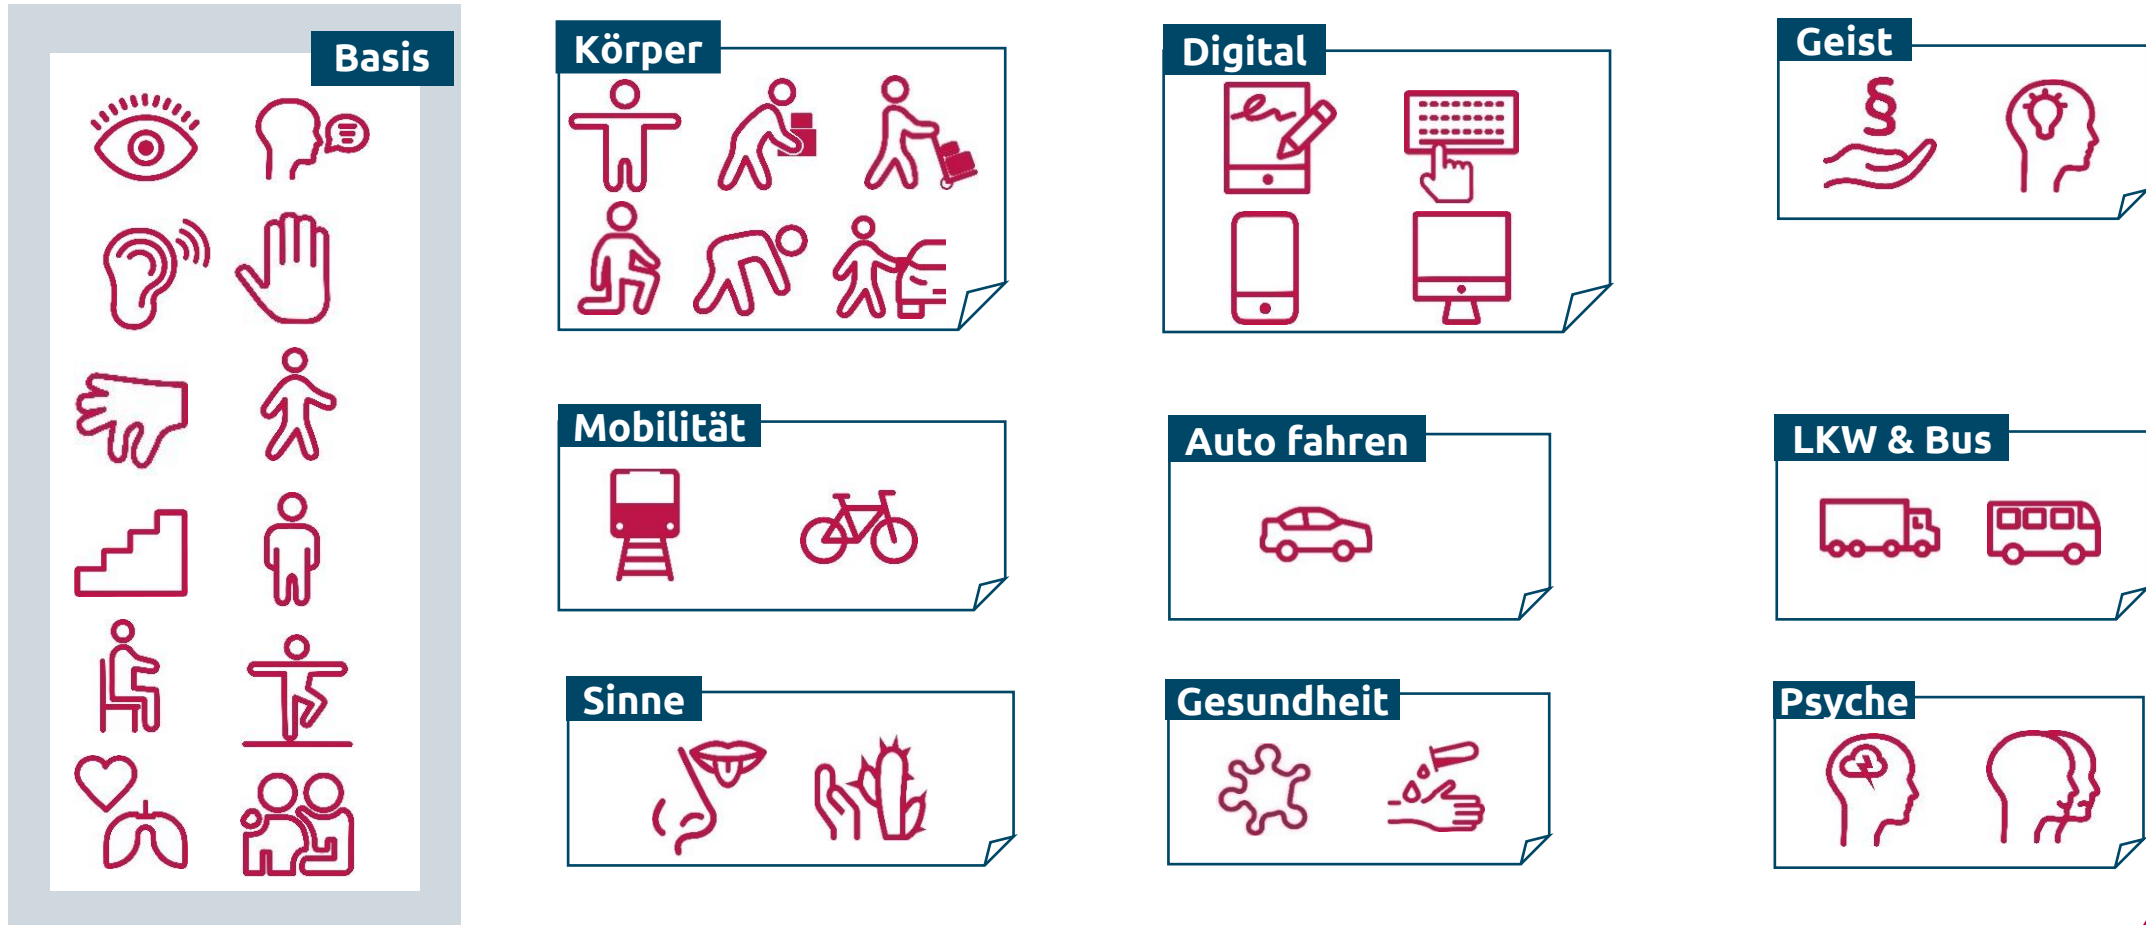 Basis
Körper
Digital
Geist
§
Mobilität
Auto fahren
LKW & Bus
Sinne
Gesundheit
Psyche